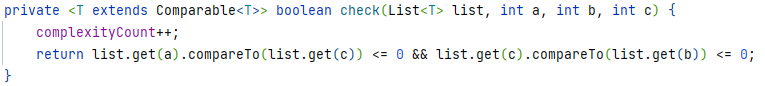 private <T extends Comparable<T>> boolean check(List<T> list, int a, int b, int c) {
    complexityCount++;
    return list.get(a).compareTo(list.get(c)) <= 0 && list.get(c).compareTo(list.get(b)) <= 0;
}